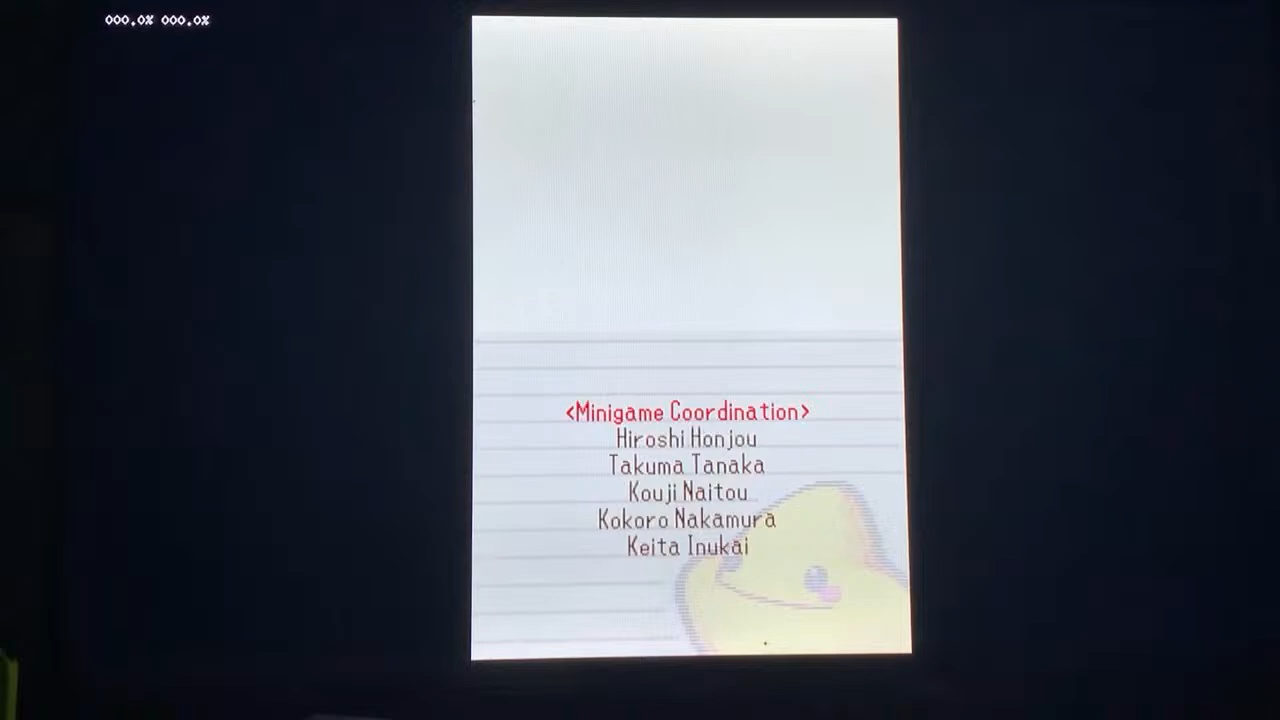 000.0% 000.0%
<Minigame Coordination>
Hiroshi Honjou
Takuma Tanaka
Kouji Naitou
Kokoro Nakamura
Keita Inukai